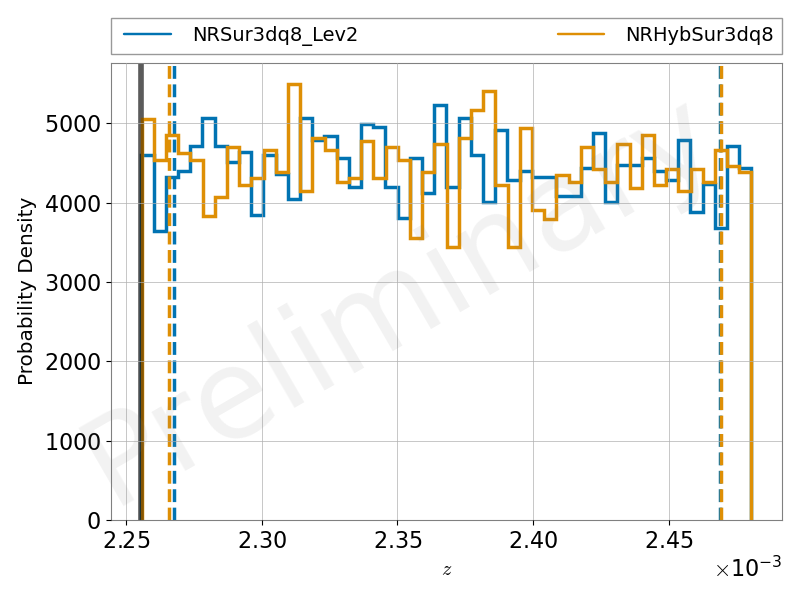 NRSur3dq8_Lev2 NRHybSur3dq8
5000
4000
3000
2000
1000
0
Probability Density
Preliminary
2.25 2.30 2.35 2.40 2.45
z
×10⁻³